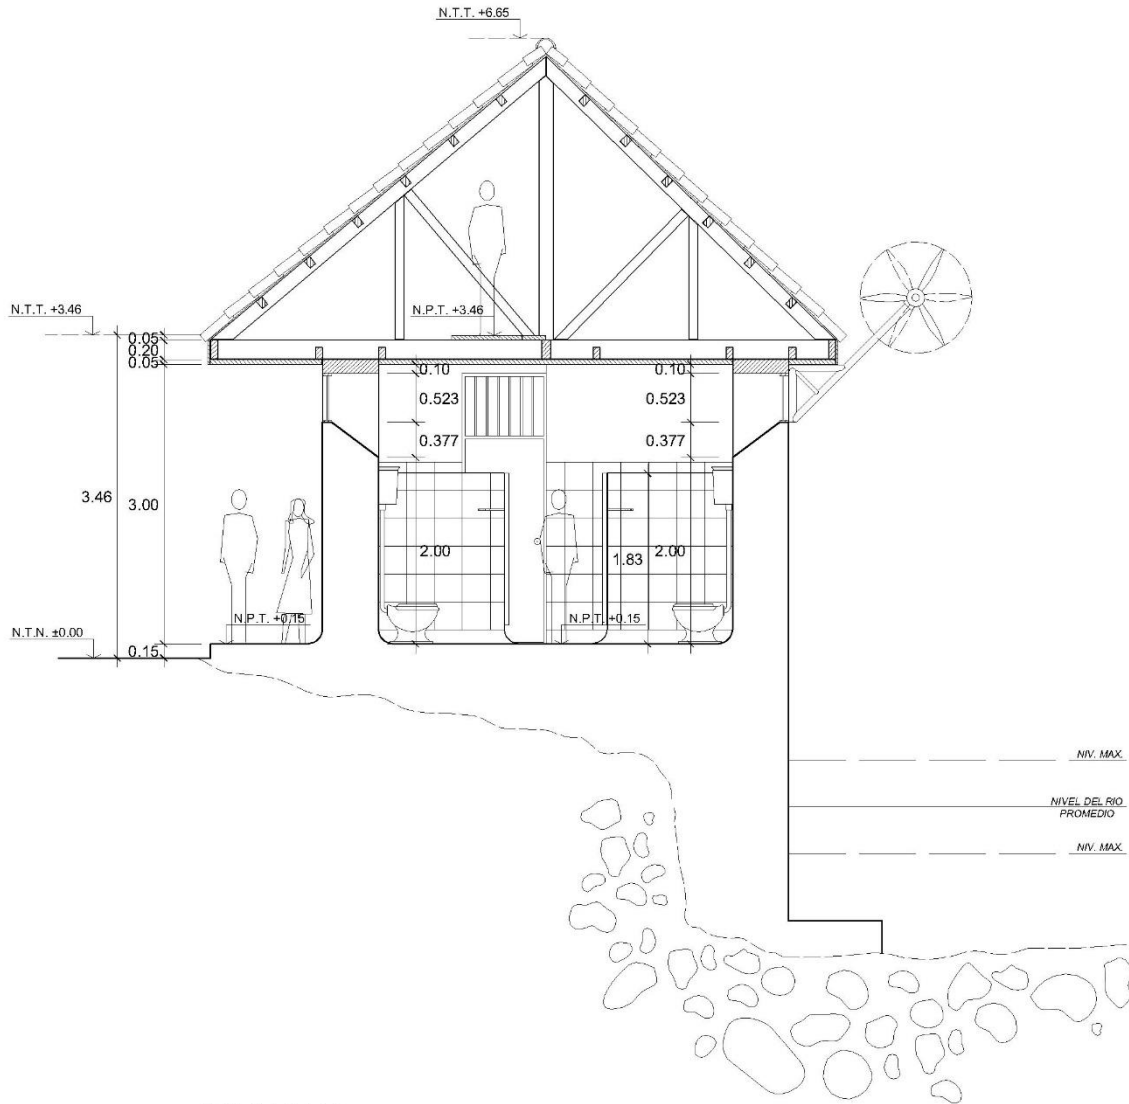 N.T.T. +6.65
N.T.T. +3.46
N.P.T. +3.46
0.05
0.20
0.05
0.10
0.10
0.523
0.523
0.377
0.377
3.46
3.00
2.00
1.83
2.00
N.P.T. +0.15
N.P.T. +0.15
N.T.N. ±0.00
0.15
NIV. MAX.
NIVEL DEL RIO
PROMEDIO
NIV. MAX.